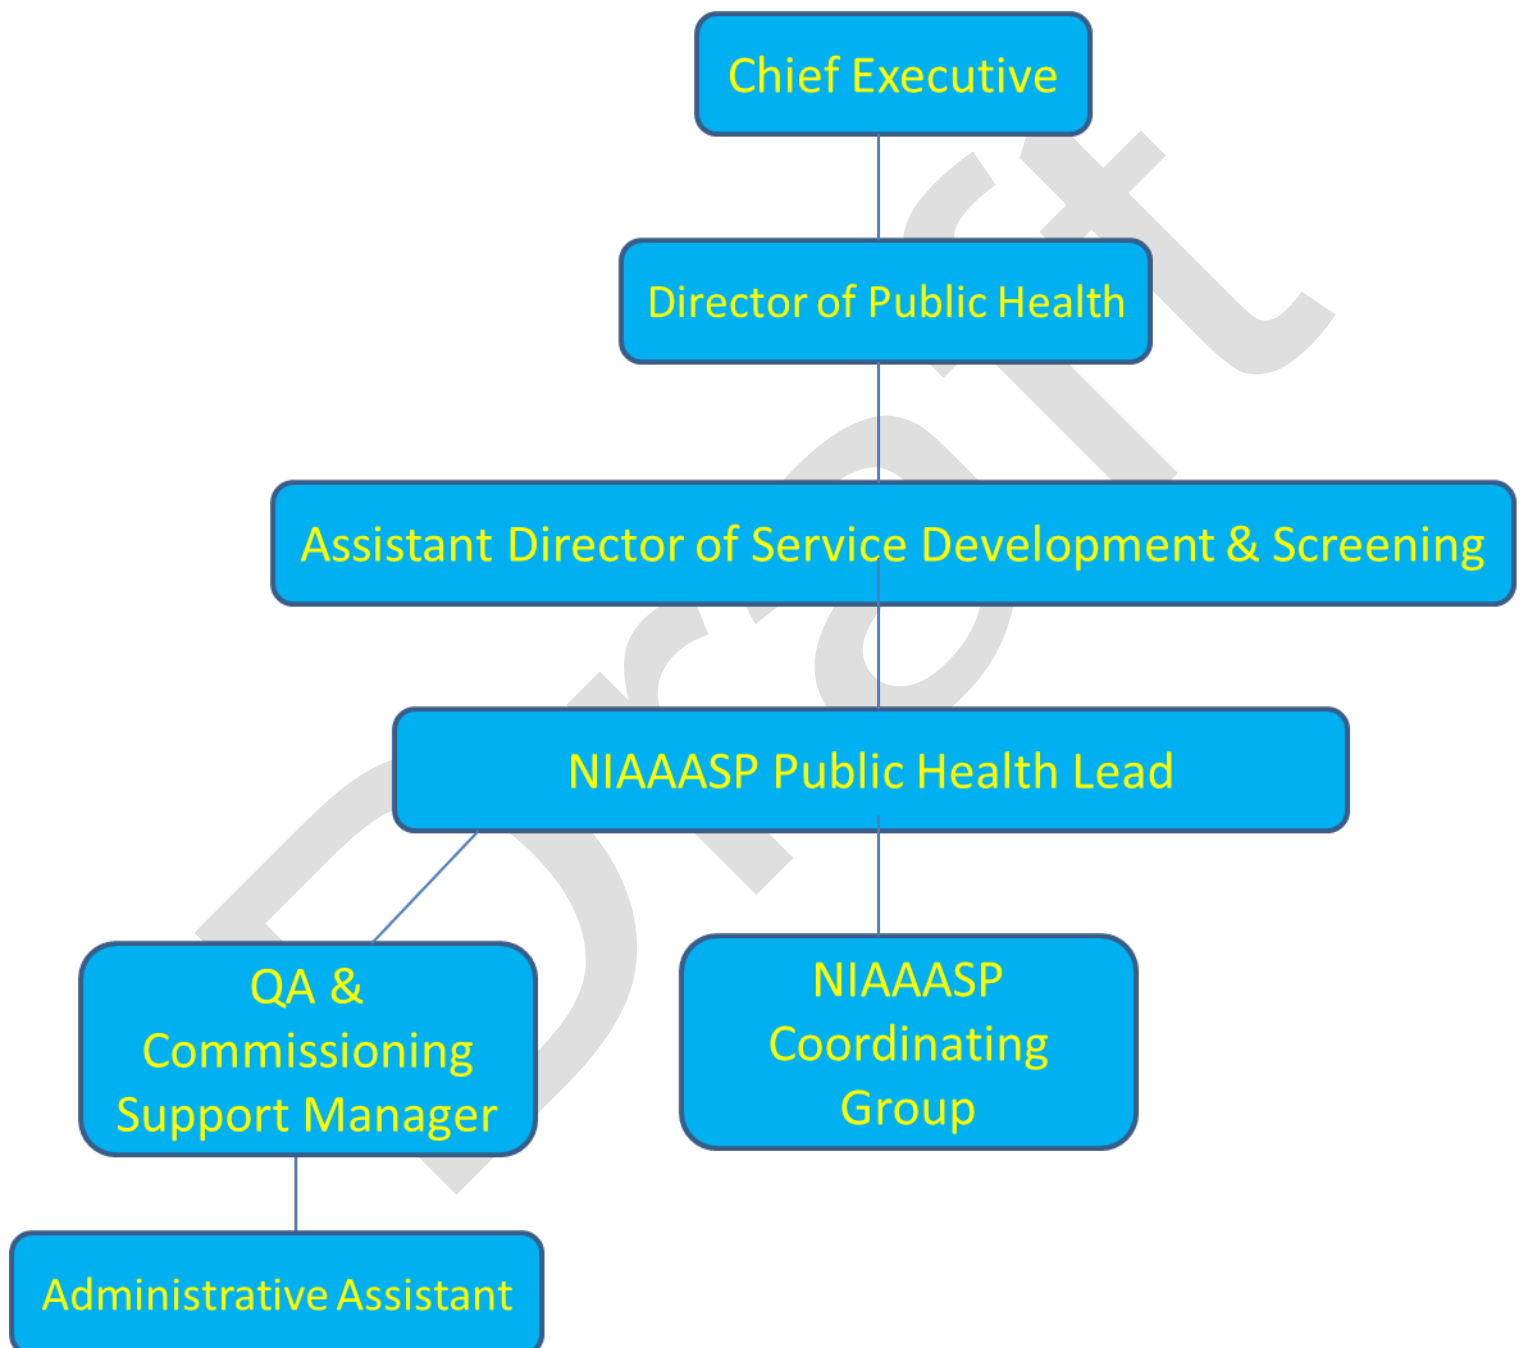 Chief Executive
Director of Public Health
Assistant Director of Service Development & Screening
NIAAASP Public Health Lead
QA &
Commissioning
Support Manager
NIAAASP
Coordinating
Group
Administrative Assistant
Draft